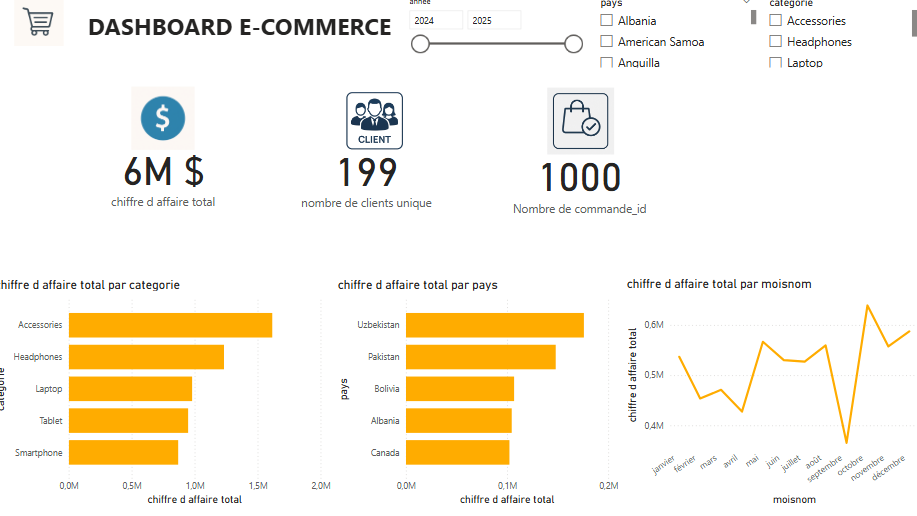 DASHBOARD E-COMMERCE
année
2024
2025
pays
Albania
American Samoa
Anguilla
categorie
Accessories
Headphones
Laptop
6M $
chiffre d affaire total
CLIENT
199
nombre de clients unique
1000
Nombre de commande_id
chiffre d affaire total par categorie
categorie
Accessories
Headphones
Laptop
Tablet
Smartphone
0,0M 0,5M 1,0M 1,5M 2,0M
chiffre d affaire total
chiffre d affaire total par pays
pays
Uzbekistan
Pakistan
Bolivia
Albania
Canada
0,0M 0,1M 0,2M
chiffre d affaire total
chiffre d affaire total par moisnom
chiffre d affaire total
0,6M
0,5M
0,4M
janvier février mars avril mai juin juillet août septembre octobre novembre décembre
moisnom